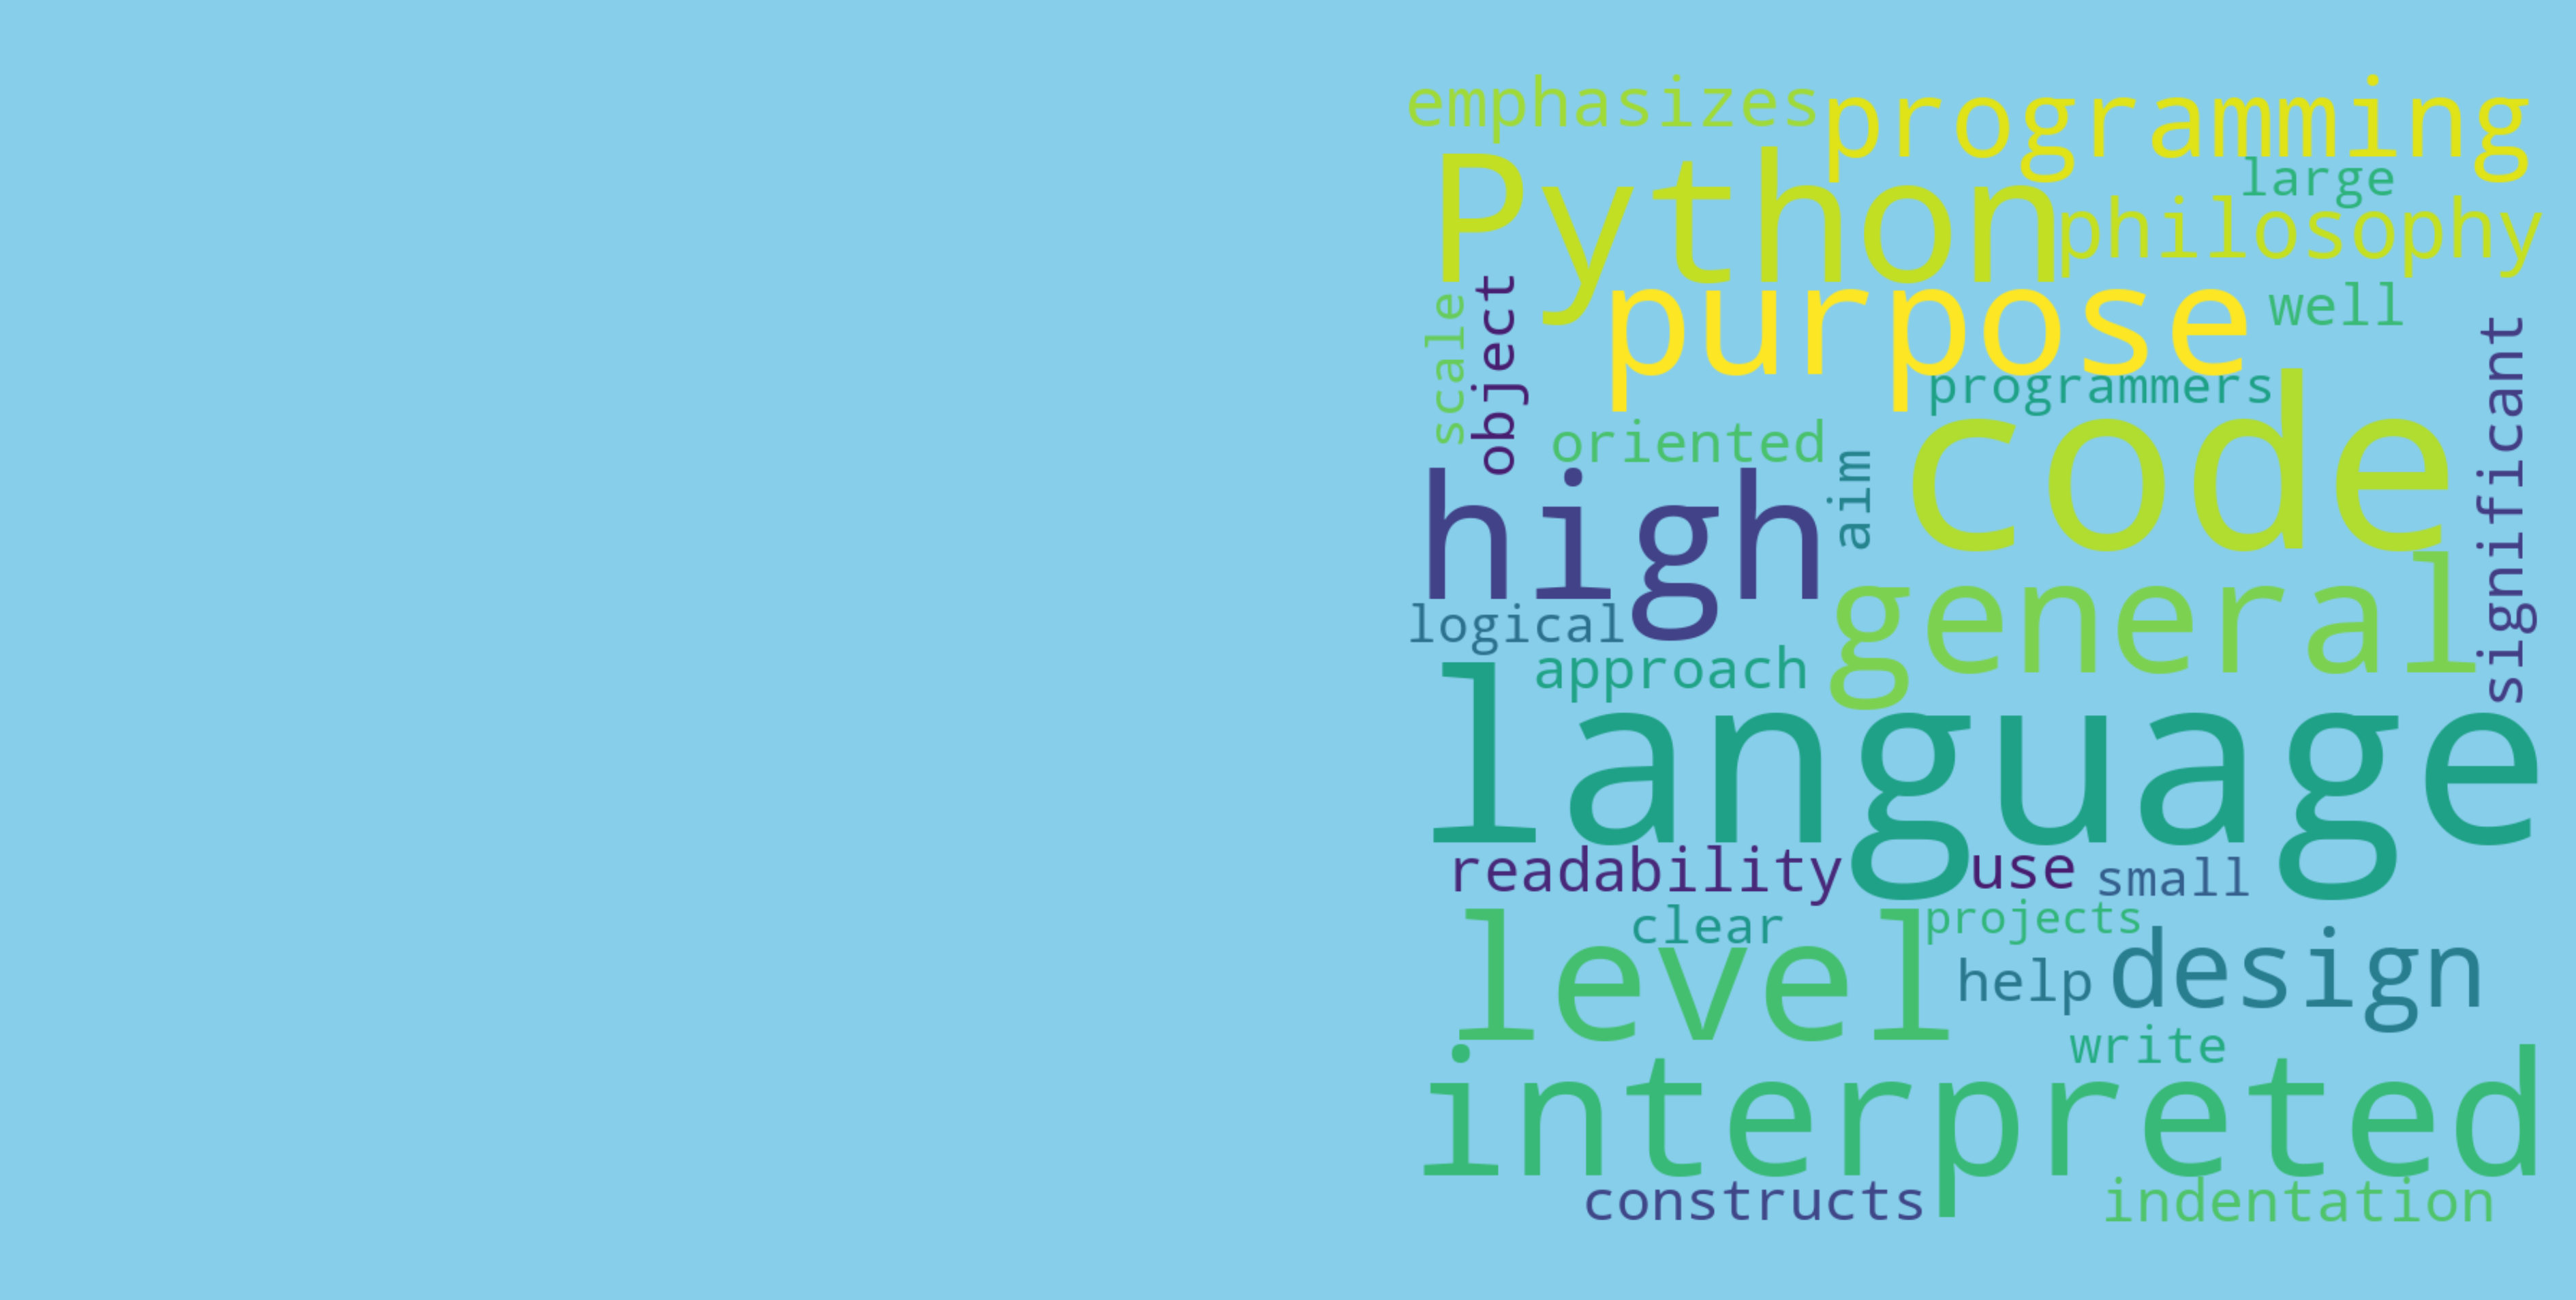 emphasizes programming
large
Python philosophy
purpose well
scale object
programmers
significant
oriented
code
high aim
general
logical
approach
language
readability use small
clear projects
level help design
write
interpreted
constructs indentation